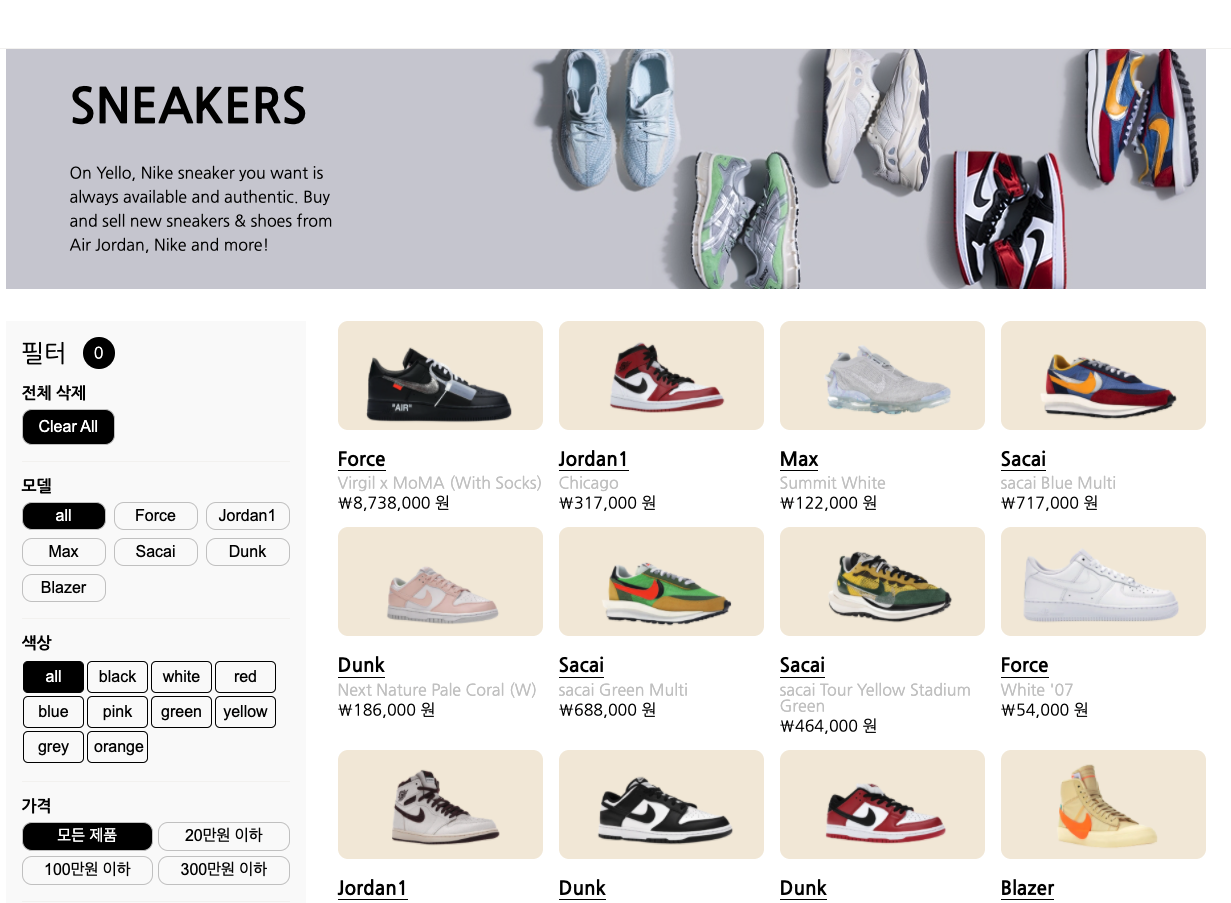 SNEAKERS
On Yello, Nike sneaker you want is
always available and authentic. Buy
and sell new sneakers & shoes from
Air Jordan, Nike and more!
필터 0
전체 삭제
Clear All
모델
all Force Jordan1
Max Sacai Dunk
Blazer
색상
all black white red
blue pink green yellow
grey orange
가격
모든 제품 20만원 이하
100만원 이하 300만원 이하
"AIR"
Force
Virgil x MoMA (With Socks)
₩8,738,000 원
Jordan1
Chicago
₩317,000 원
Max
Summit White
₩122,000 원
Sacai
sacai Blue Multi
₩717,000 원
Dunk
Next Nature Pale Coral (W)
₩186,000 원
Sacai
sacai Green Multi
₩688,000 원
Sacai
sacai Tour Yellow Stadium
Green
₩464,000 원
Force
White '07
₩54,000 원
Jordan1
Dunk
Dunk
Blazer